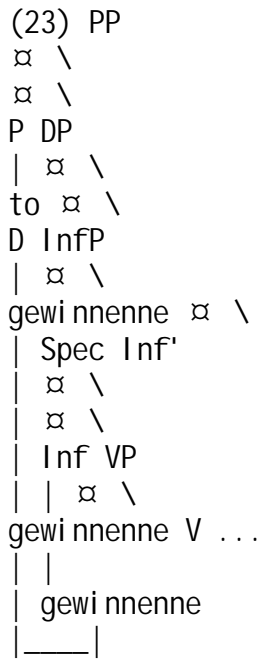 (23) PP
¤ \
¤ \
P DP
| ¤ \
to ¤ \
D InfP
| ¤ \
gewinnenne ¤ \
| Spec Inf'
| ¤ \
| ¤ \
| Inf VP
| | ¤ \
gewinnenne V ...
| |
| gewinnenne
|____|